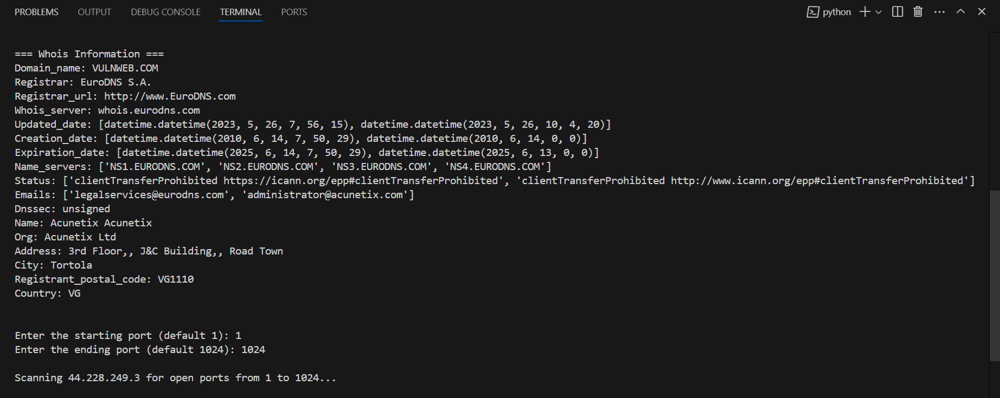 PROBLEMS OUTPUT DEBUG CONSOLE TERMINAL PORTS python
=== Whois Information ===
Domain_name: VULNWEB.COM
Registrar: EuroDNS S.A.
Registrar_url: http://www.EuroDNS.com
Whois_server: whois.eurodns.com
Updated_date: [datetime.datetime(2023, 5, 26, 7, 56, 15), datetime.datetime(2023, 5, 26, 10, 4, 20)]
Creation_date: [datetime.datetime(2010, 6, 14, 7, 50, 29), datetime.datetime(2010, 6, 14, 0, 0)]
Expiration_date: [datetime.datetime(2025, 6, 14, 7, 50, 29), datetime.datetime(2025, 6, 13, 0, 0)]
Name_servers: ['NS1.EURODNS.COM', 'NS2.EURODNS.COM', 'NS3.EURODNS.COM', 'NS4.EURODNS.COM']
Status: ['clientTransferProhibited https://icann.org/epp#clientTransferProhibited', 'clientTransferProhibited http://www.icann.org/epp#clientTransferProhibited']
Emails: ['legalservices@eurodns.com', 'administrator@acunetix.com']
Dnssec: unsigned
Name: Acunetix Acunetix
Org: Acunetix Ltd
Address: 3rd Floor,, J&C Building,, Road Town
City: Tortola
Registrant_postal_code: VG1110
Country: VG
Enter the starting port (default 1): 1
Enter the ending port (default 1024): 1024
Scanning 44.228.249.3 for open ports from 1 to 1024...